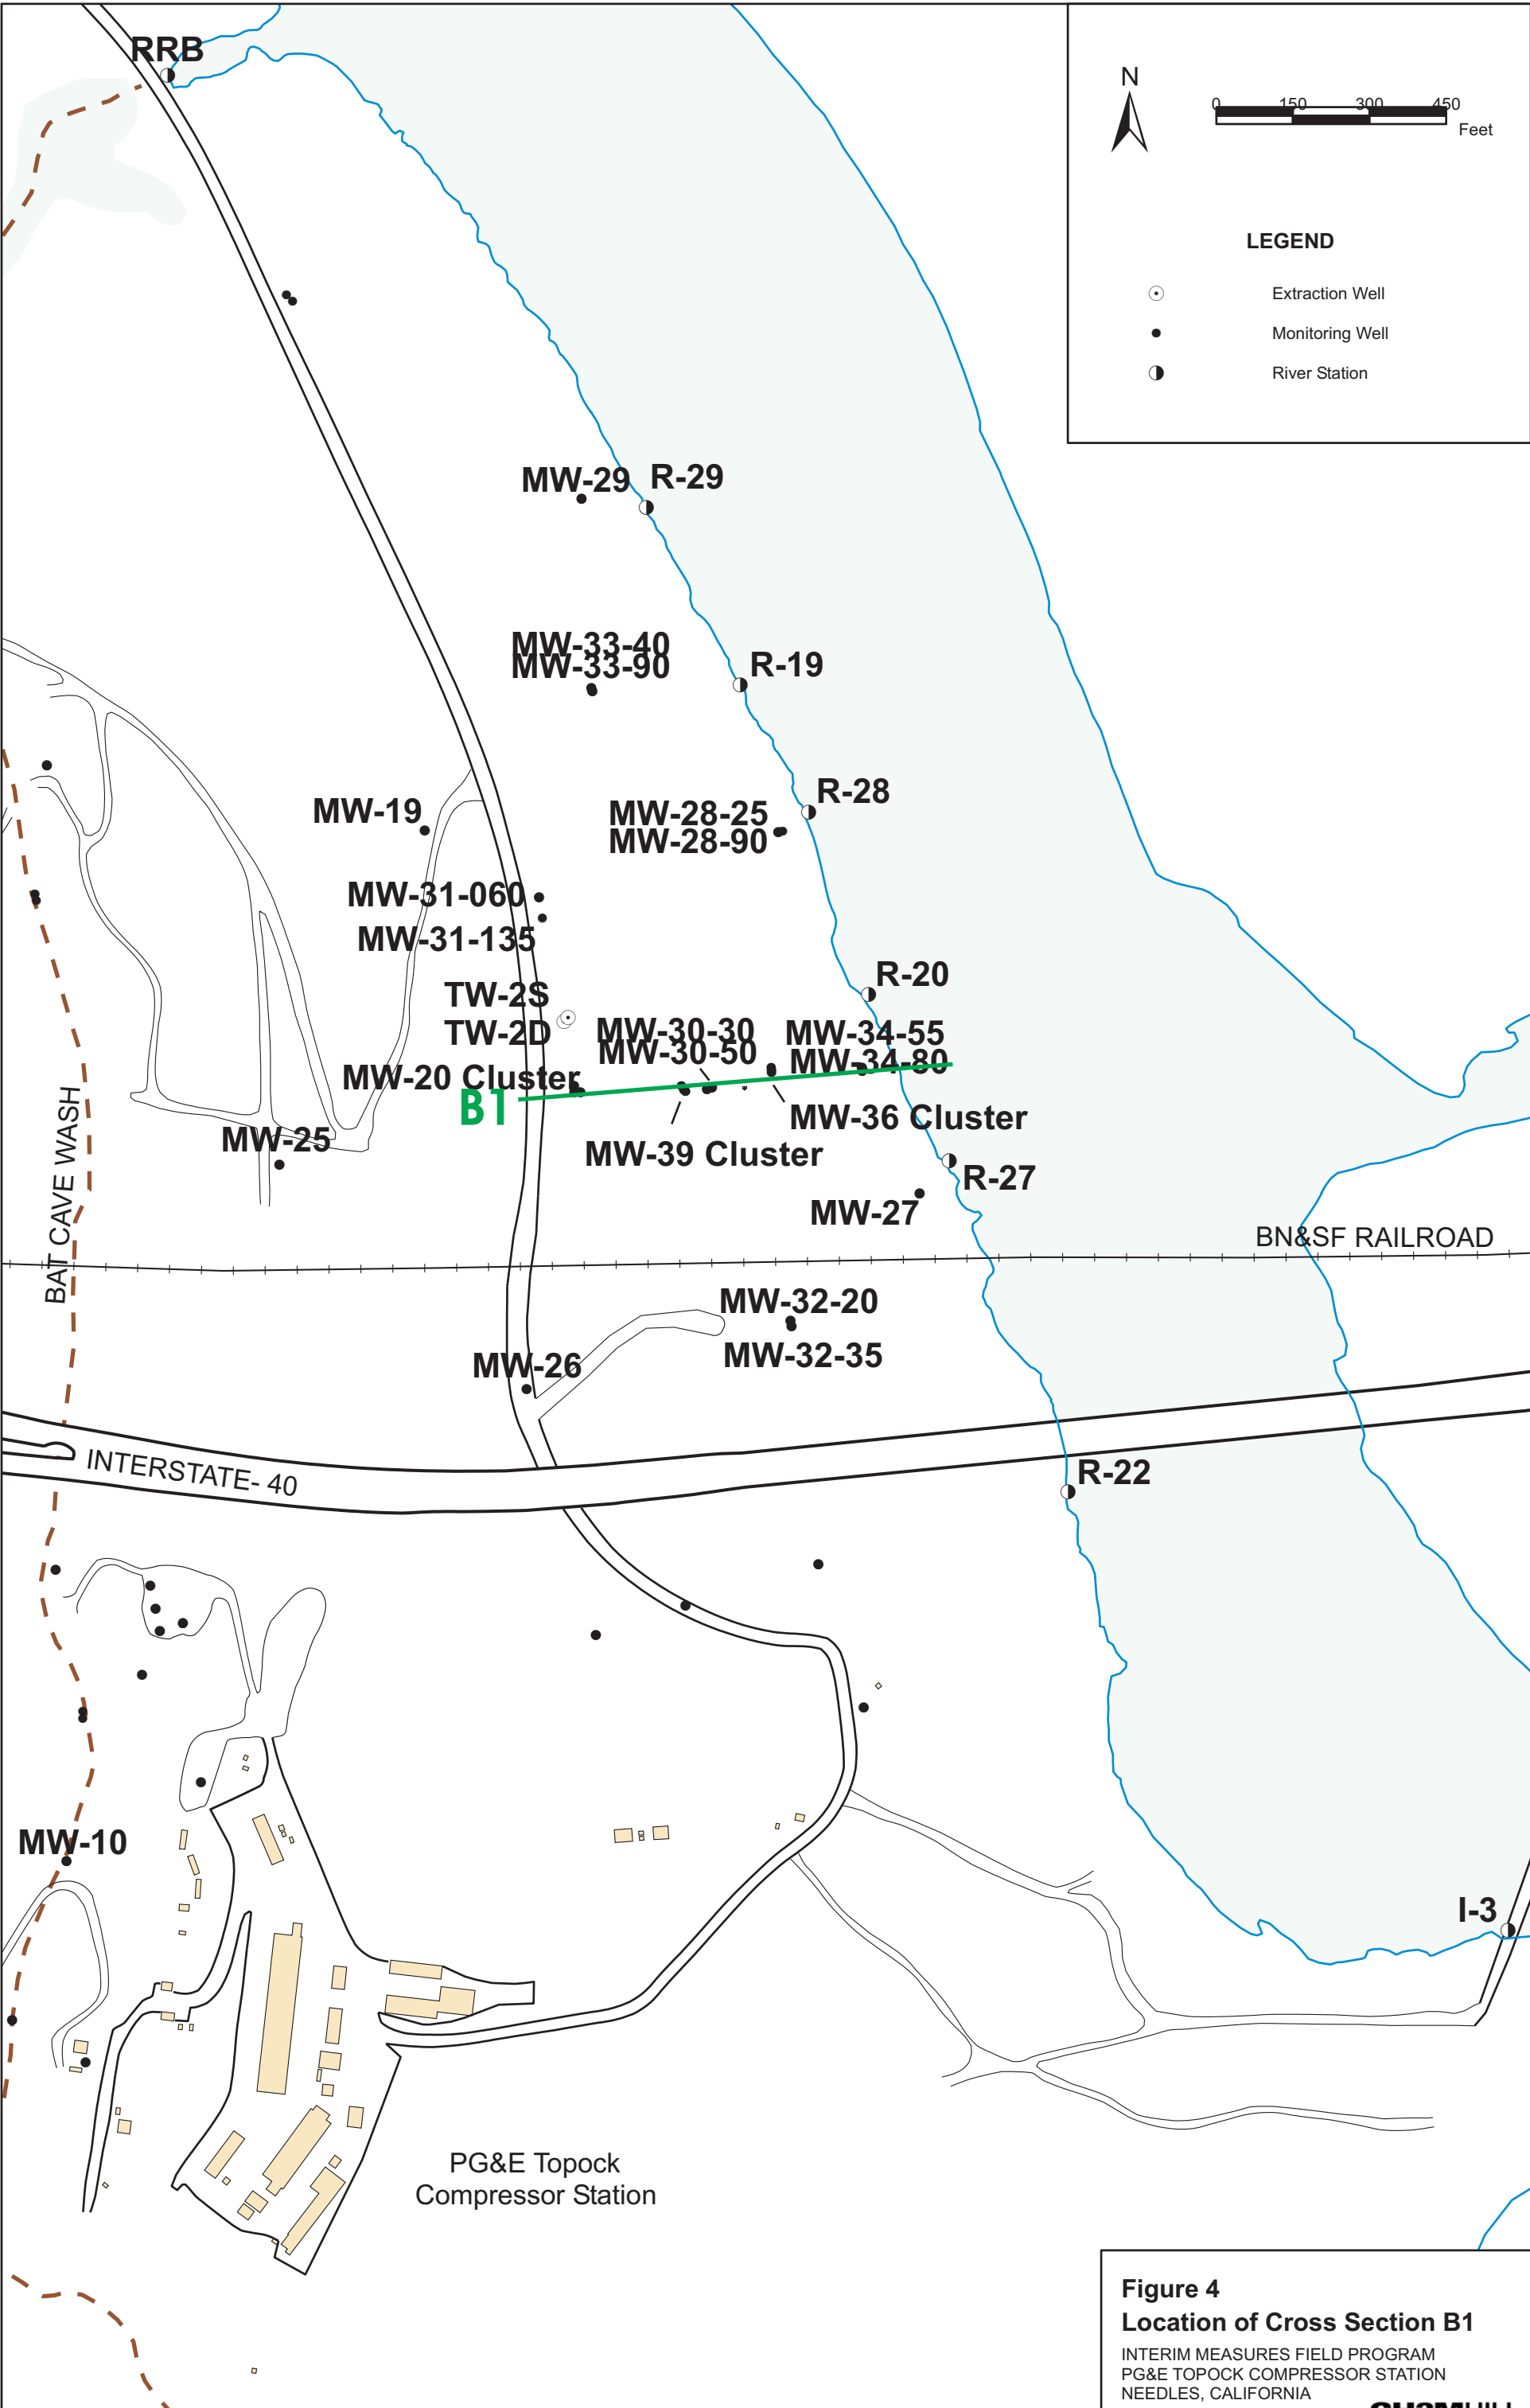 RRB
N
0 150 300 450
Feet
LEGEND
Extraction Well
Monitoring Well
River Station
MW-29
R-29
MW-33-40
MW-33-90
R-19
MW-19
R-28
MW-28-25
MW-28-90
MW-31-060
MW-31-135
R-20
TW-2S
TW-2D
MW-30-30
MW-30-50
MW-34-55
MW-34-80
MW-20 Cluster
B1
MW-36 Cluster
MW-39 Cluster
MW-25
R-27
MW-27
BAT CAVE WASH
BN&SF RAILROAD
MW-32-20
MW-32-35
MW-26
INTERSTATE- 40
R-22
MW-10
I-3
PG&E Topock
Compressor Station
Figure 4
Location of Cross Section B1
INTERIM MEASURES FIELD PROGRAM
PG&E TOPOCK COMPRESSOR STATION
NEEDLES, CALIFORNIA